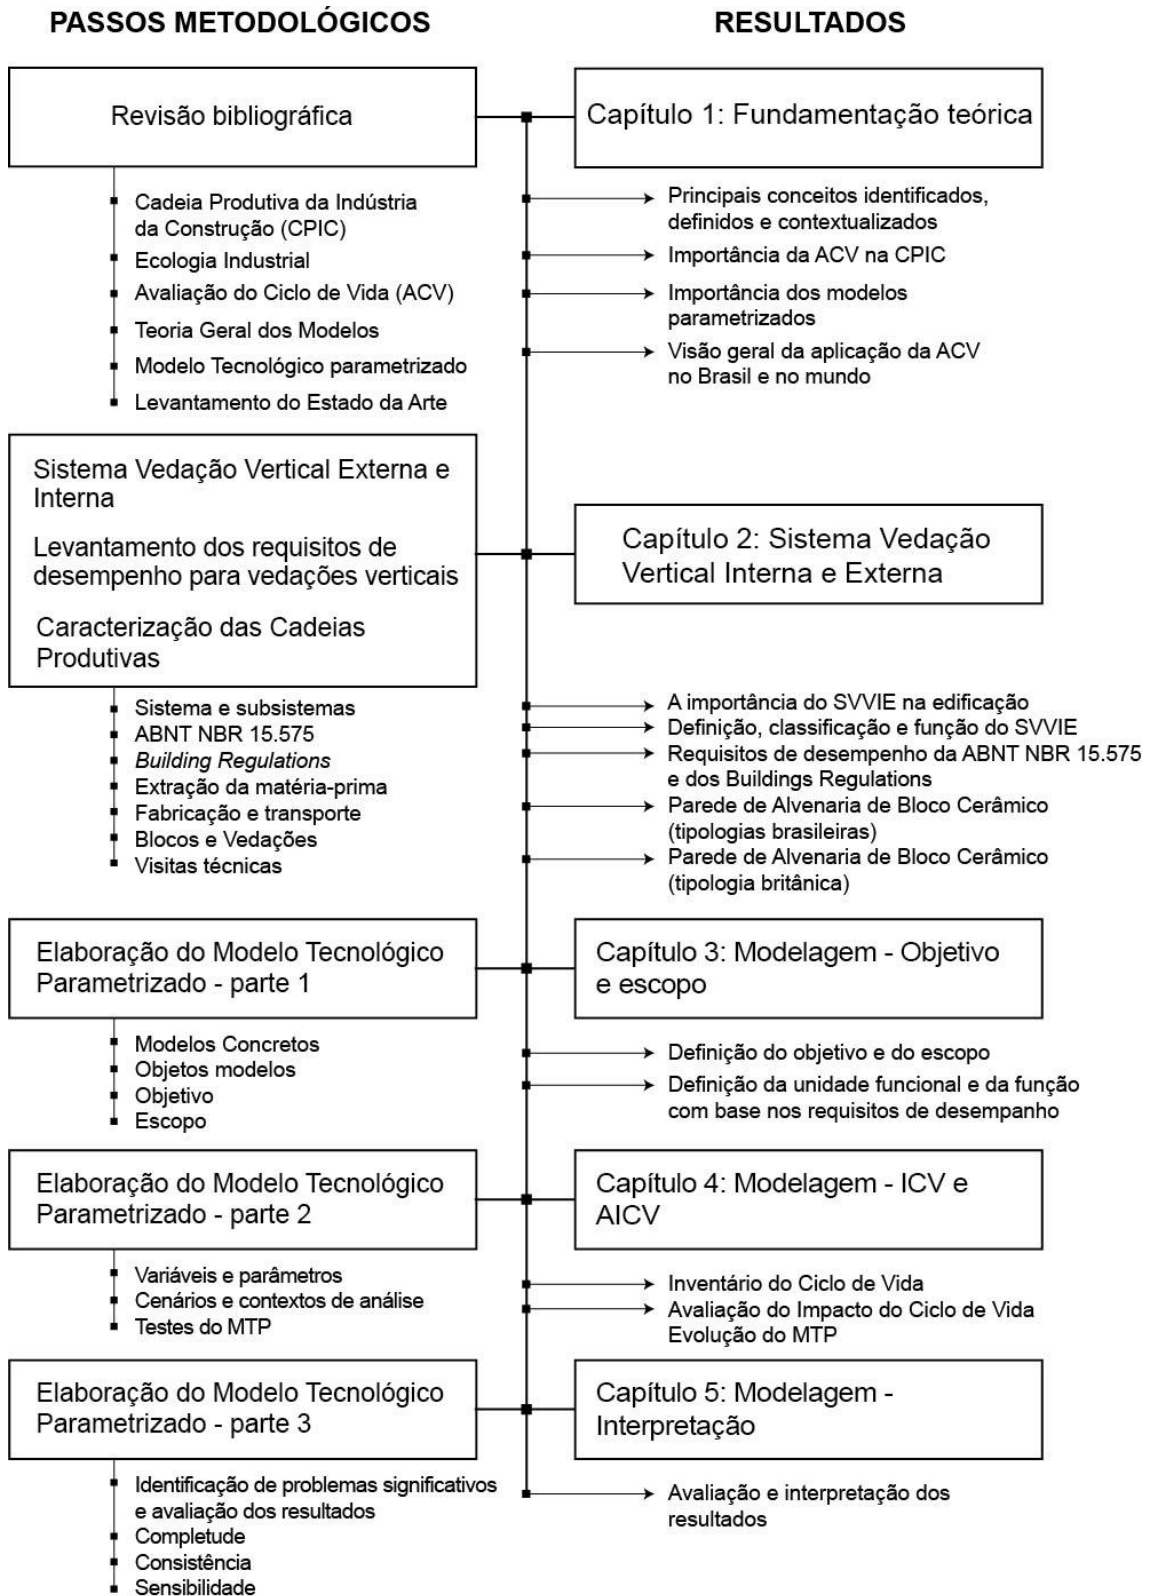 PASSOS METODOLÓGICOS
RESULTADOS
Revisão bibliográfica
Capítulo 1: Fundamentação teórica
Cadeia Produtiva da Indústria
da Construção (CPIC)
Ecologia Industrial
Avaliação do Ciclo de Vida (ACV)
Teoria Geral dos Modelos
Modelo Tecnológico parametrizado
Levantamento do Estado da Arte
Principais conceitos identificados,
definidos e contextualizados
Importância da ACV na CPIC
Importância dos modelos
parametrizados
Visão geral da aplicação da ACV
no Brasil e no mundo
Sistema Vedação Vertical Externa e
Interna
Levantamento dos requisitos de
desempenho para vedações verticais
Caracterização das Cadeias
Produtivas
Capítulo 2: Sistema Vedação
Vertical Interna e Externa
Sistema e subsistemas
ABNT NBR 15.575
Building Regulations
Extração da matéria-prima
Fabricação e transporte
Blocos e Vedações
Visitas técnicas
A importância do SVVIE na edificação
Definição, classificação e função do SVVIE
Requisitos de desempenho da ABNT NBR 15.575
e dos Buildings Regulations
Parede de Alvenaria de Bloco Cerâmico
(tipologias brasileiras)
Parede de Alvenaria de Bloco Cerâmico
(tipologia britânica)
Elaboração do Modelo Tecnológico
Parametrizado - parte 1
Capítulo 3: Modelagem - Objetivo
e escopo
Modelos Concretos
Objetos modelos
Objetivo
Escopo
Definição do objetivo e do escopo
Definição da unidade funcional e da função
com base nos requisitos de desempanho
Elaboração do Modelo Tecnológico
Parametrizado - parte 2
Capítulo 4: Modelagem - ICV e
AICV
Variáveis e parâmetros
Cenários e contextos de análise
Testes do MTP
Inventário do Ciclo de Vida
Avaliação do Impacto do Ciclo de Vida
Evolução do MTP
Elaboração do Modelo Tecnológico
Parametrizado - parte 3
Capítulo 5: Modelagem -
Interpretação
Identificação de problemas significativos
e avaliação dos resultados
Completude
Consistência
Sensibilidade
Avaliação e interpretação dos
resultados